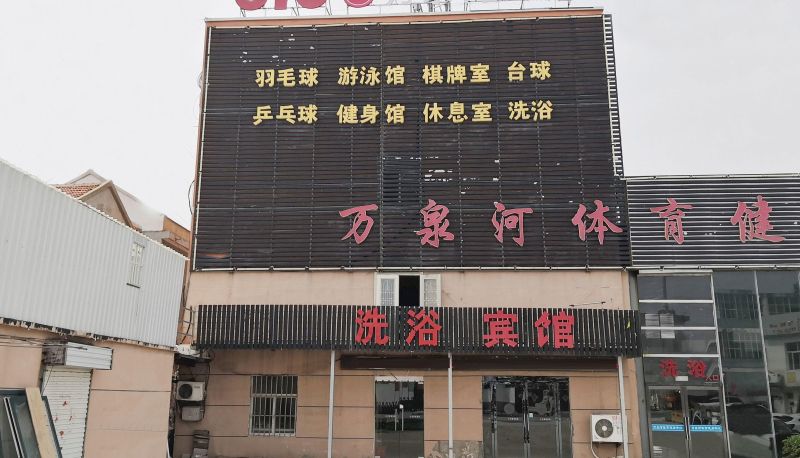 羽毛球 游泳馆 棋牌室 台球
乒乓球 健身馆 休息室 洗浴
万泉河体育健
洗浴 宾馆
洗浴